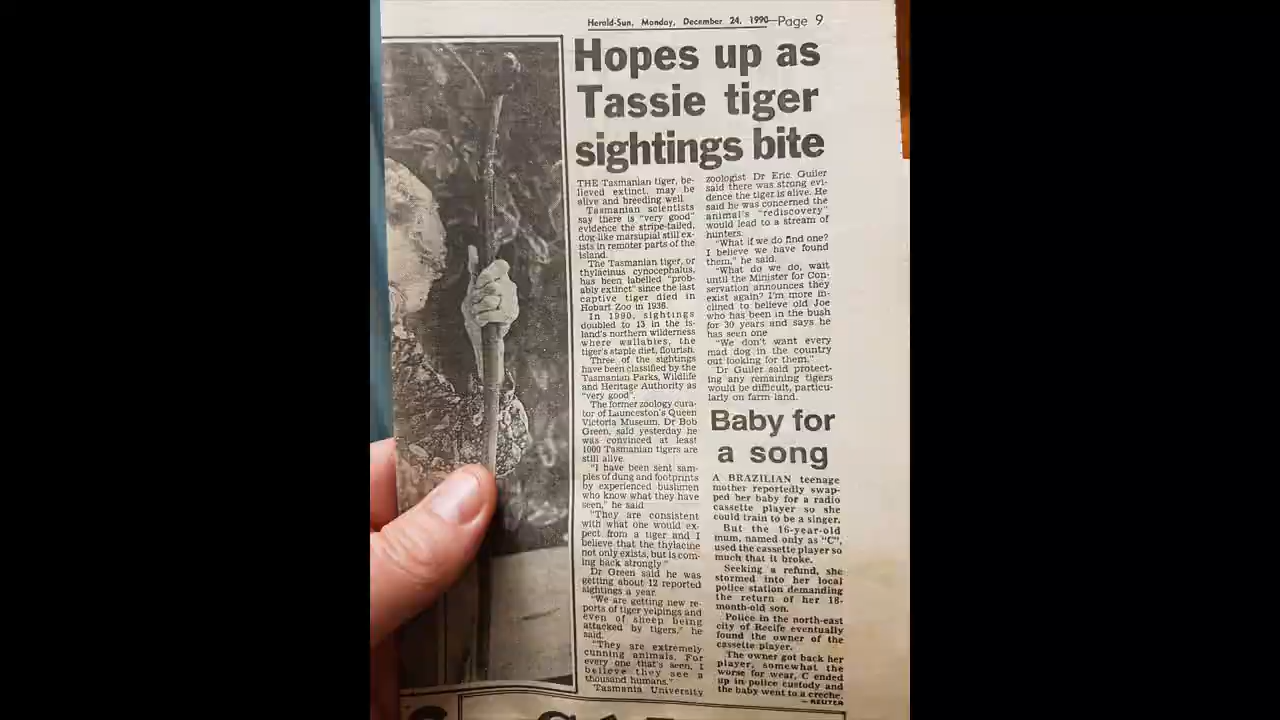 Herald-Sun, Monday, December 24, 1990—Page 9
Hopes up as
Tassie tiger
sightings bite
THE Tasmanian tiger, be-
lieved extinct, may be
alive and breeding well.
Tasmanian scientists
say there is "very good"
evidence the stripe-tailed,
dog-like marsupial still ex-
ists in remoter parts of the
island.
The Tasmanian tiger, or
thylacinus cynocephalus,
has been labelled "prob-
ably extinct" since the last
captive tiger died in
Hobart Zoo in 1936.
In 1990, sightings
doubled to 13 in the is-
land's northern wilderness
where wallabies, the
tiger's staple diet, flourish.
Three of the sightings
have been classified by the
Tasmanian Parks, Wildlife
and Heritage Authority as
"very good".
The former zoology cura-
tor of Launceston's Queen
Victoria Museum, Dr Bob
Green, said yesterday he
was convinced at least
1000 Tasmanian tigers are
still alive.
"I have been sent sam-
ples of dung and footprints
by experienced bushmen
who know what they have
seen," he said.
"They are consistent
with what one would ex-
pect from a tiger and I
believe that the thylacine
not only exists, but is com-
ing back strongly."
Dr Green said he was
getting about 12 reported
sightings a year.
"We are getting new re-
ports of tiger yelpings and
even of sheep being
attacked by tigers," he
said.
"They are extremely
cunning animals. For
every one that's seen, I
believe they see a
thousand humans."
Tasmania University
zoologist Dr Eric Guiler
said there was strong evi-
dence the tiger is alive. He
said he was concerned the
animal's "rediscovery"
would lead to a stream of
hunters.
"What if we do find one?
I believe we have found
them," he said.
"What do we do, wait
until the Minister for Con-
servation announces they
exist again? I'm more in-
clined to believe old Joe
who has been in the bush
for 30 years and says he
has seen one.
"We don't want every
mad dog in the country
out looking for them."
Dr Guiler said protect-
ing any remaining tigers
would be difficult, particu-
larly on farm land.
Baby for
a song
A BRAZILIAN teenage
mother reportedly swap-
ped her baby for a radio
cassette player so she
could train to be a singer.
But the 16-year-old
mum, named only as "C",
used the cassette player so
much that it broke.
Seeking a refund, she
stormed into her local
police station demanding
the return of her 18-
month-old son.
Police in the north-east
city of Recife eventually
found the owner of the
cassette player.
The owner got back her
player, somewhat the
worse for wear, C ended
up in police custody and
the baby went to a creche.
— REUTER